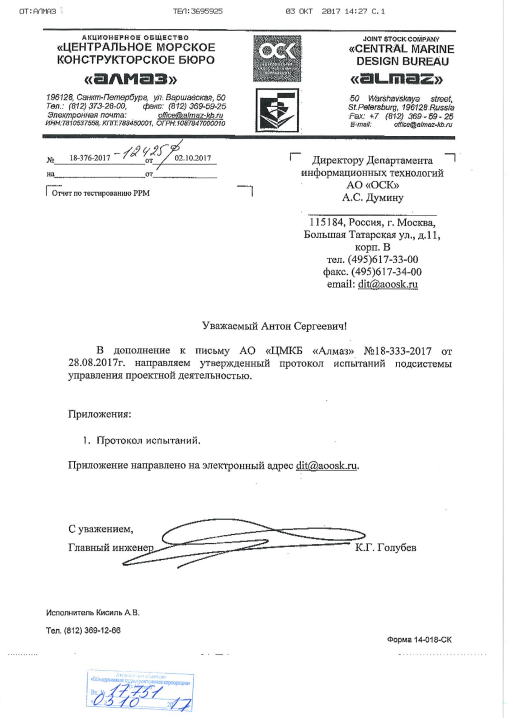 ОТ:АЛМАЗ ТЕЛ:3695925 03 ОКТ 2017 14:27 С.1
АКЦИОНЕРНОЕ ОБЩЕСТВО
«ЦЕНТРАЛЬНОЕ МОРСКОЕ
КОНСТРУКТОРСКОЕ БЮРО
«АЛМАЗ»
196128, Санкт-Петербург, ул. Варшавская, 50
Тел.: (812) 373-28-00, факс: (812) 369-59-25
Электронная почта: office@almaz-kb.ru
ИНН:7810537558, КПП:783450001, ОГРН:1089847000010
ОСК
JOINT STOCK COMPANY
«CENTRAL MARINE
DESIGN BUREAU
«ALMAZ»
50 Warshavskaya street,
St.Petersburg, 196128 Russia
Fax: +7 (812) 369-59-25
E-mail: office@almaz-kb.ru
№ 18-376-2017 -12425 от 02.10.2017
на от
Отчет по тестированию PPM
Директору Департамента
информационных технологий
АО «ОСК»
А.С. Думину
115184, Россия, г. Москва,
Большая Татарская ул., д.11,
корп. В
тел. (495)617-33-00
факс. (495)617-34-00
email: dit@aoosk.ru
Уважаемый Антон Сергеевич!
В дополнение к письму АО «ЦМКБ «Алмаз» №18-333-2017 от
28.08.2017г. направляем утвержденный протокол испытаний подсистемы
управления проектной деятельностью.
Приложения:
1. Протокол испытаний.
Приложение направлено на электронный адрес dit@aoosk.ru.
С уважением,
Главный инженер К.Г. Голубев
Исполнитель Кисиль А.В.
Тел. (812) 369-12-66
Форма 14-018-СК
«Объединенная судостроительная корпорация»
Вх. № 17751
0310 17